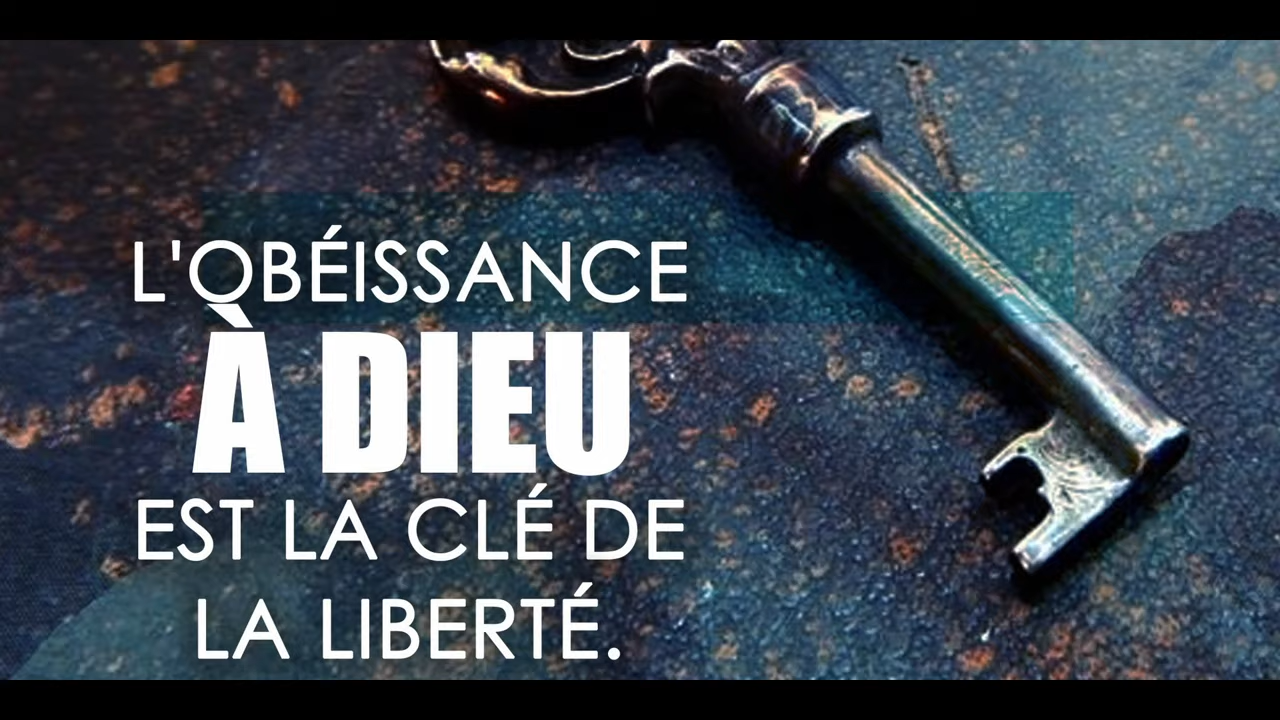 L'OBÉISSANCE
À DIEU
EST LA CLÉ DE
LA LIBERTÉ.